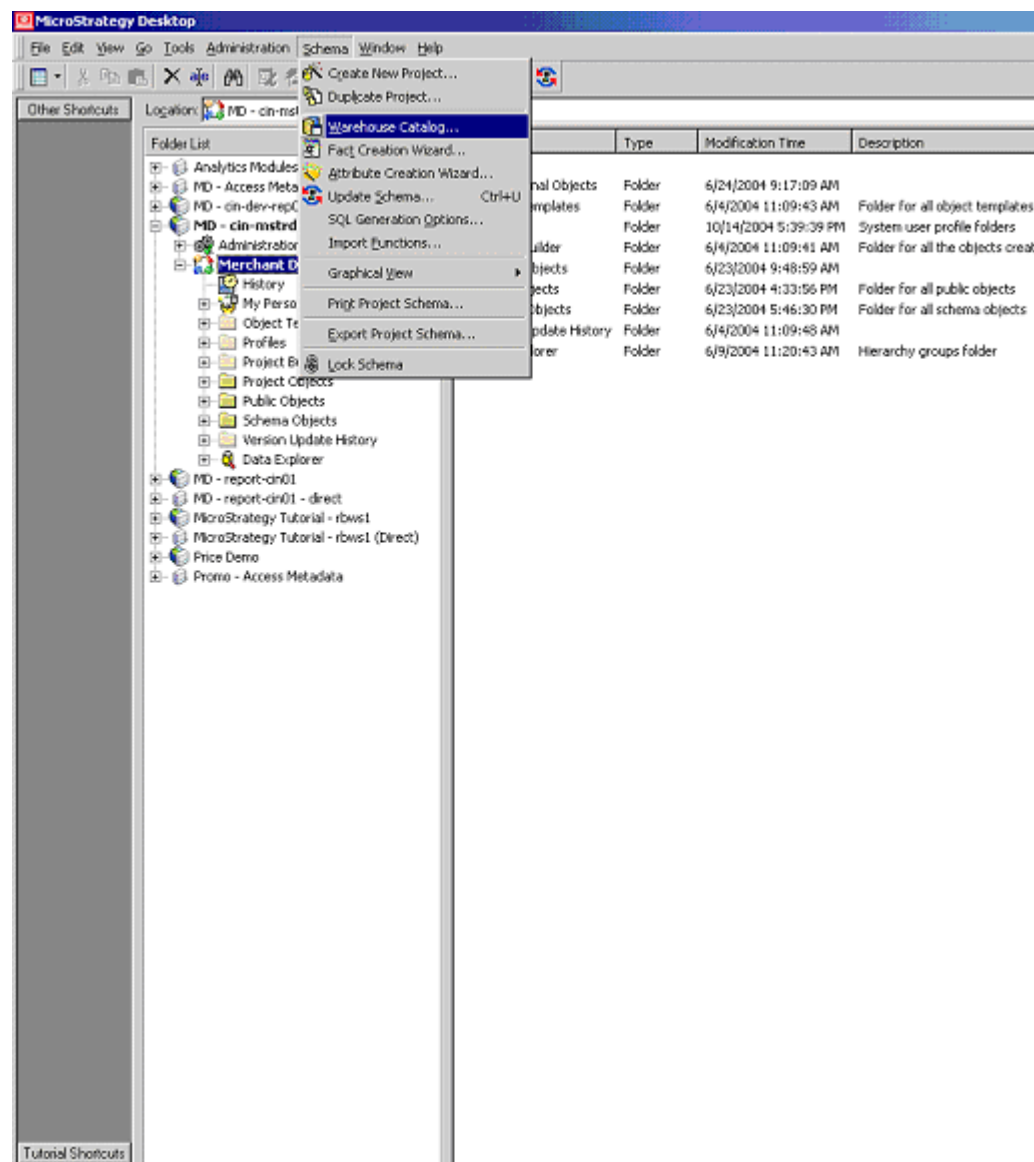 MicroStrategy Desktop
File Edit View Go Tools Administration Schema Window Help
Other Shortcuts
Location: MD - cin-mst
Create New Project...
Duplicate Project...
Warehouse Catalog...
Fact Creation Wizard...
Attribute Creation Wizard...
Update Schema... Ctrl+U
SQL Generation Options...
Import Functions...
Graphical View
Print Project Schema...
Export Project Schema...
Lock Schema
Folder List
Analytics Modules
MD - Access Meta
MD - cin-dev-rep
MD - cin-mstrd
Administration
Merchant D
History
My Perso
Object Te
Profiles
Project B
Project Objects
Public Objects
Schema Objects
Version Update History
Data Explorer
MD - report-cin01
MD - report-cin01 - direct
MicroStrategy Tutorial - rbws1
MicroStrategy Tutorial - rbws1 (Direct)
Price Demo
Promo - Access Metadata
Type Modification Time Description
nal Objects Folder 6/24/2004 9:17:09 AM
mplates Folder 6/4/2004 11:09:43 AM Folder for all object templates
Folder 10/14/2004 5:39:39 PM System user profile folders
uilder Folder 6/4/2004 11:09:41 AM Folder for all the objects creat
bjects Folder 6/23/2004 9:48:59 AM
jects Folder 6/23/2004 4:33:56 PM Folder for all public objects
bjects Folder 6/23/2004 5:46:30 PM Folder for all schema objects
pdate History Folder 6/4/2004 11:09:48 AM
lorer Folder 6/9/2004 11:20:43 AM Hierarchy groups folder
Tutorial Shortcuts